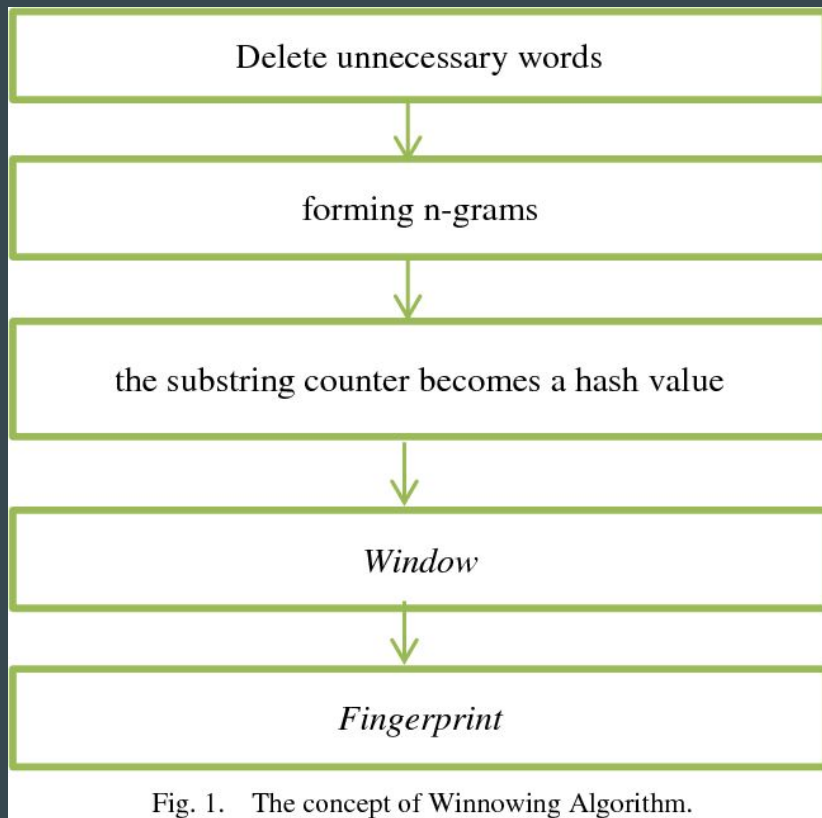 Delete unnecessary words
forming n-grams
the substring counter becomes a hash value
Window
Fingerprint
Fig. 1. The concept of Winnowing Algorithm.